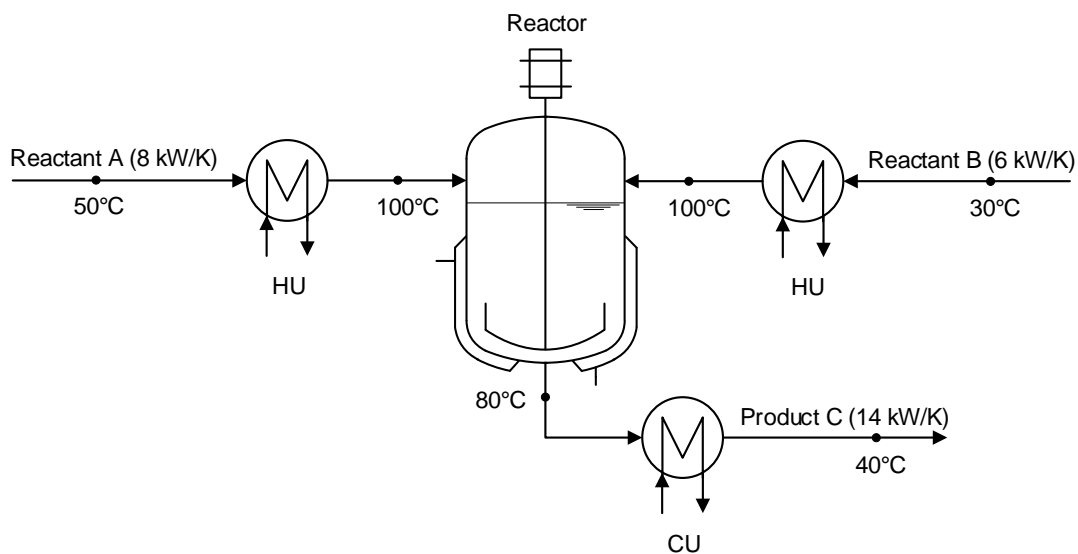 Reactor
Reactant A (8 kW/K)
50°C
100°C
HU
100°C
Reactant B (6 kW/K)
30°C
HU
80°C
Product C (14 kW/K)
40°C
CU